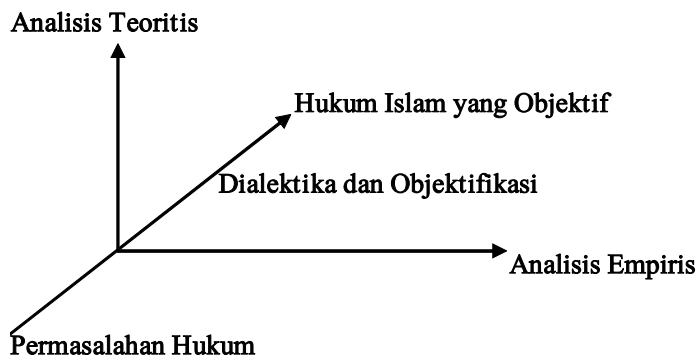 Analisis Teoritis
Hukum Islam yang Objektif
Dialektika dan Objektifikasi
Analisis Empiris
Permasalahan Hukum